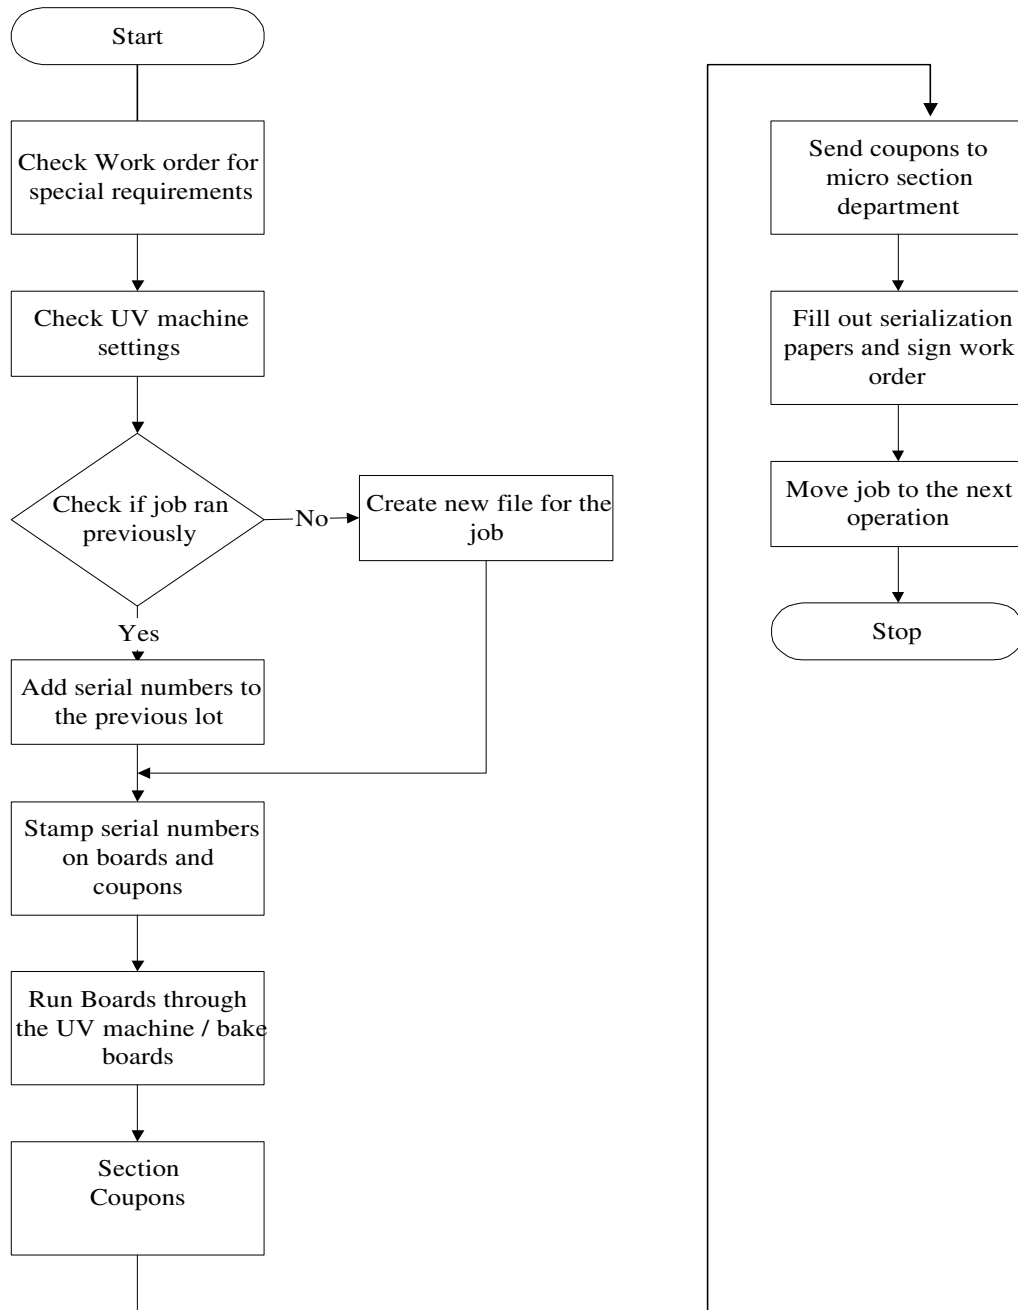 Start
Check Work order for
special requirements
Check UV machine
settings
Check if job ran
previously
No
Create new file for the
job
Yes
Add serial numbers to
the previous lot
Stamp serial numbers
on boards and
coupons
Run Boards through
the UV machine / bake
boards
Section
Coupons
Send coupons to
micro section
department
Fill out serialization
papers and sign work
order
Move job to the next
operation
Stop